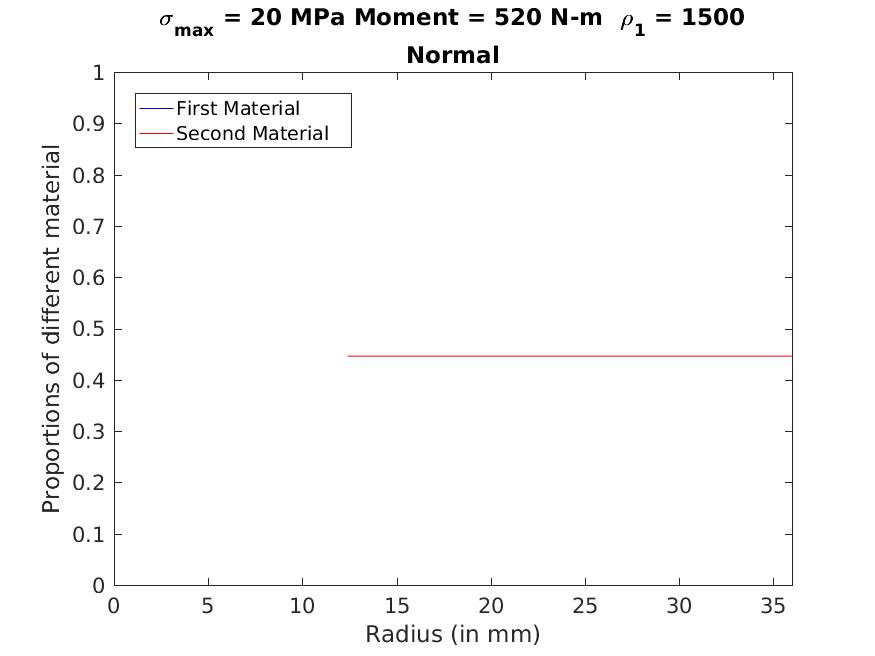 σmax = 20 MPa Moment = 520 N-m ρ1 = 1500
Normal
1
0.9
0.8
0.7
0.6
0.5
0.4
0.3
0.2
0.1
0
First Material
Second Material
Proportions of different material
0 5 10 15 20 25 30 35
Radius (in mm)